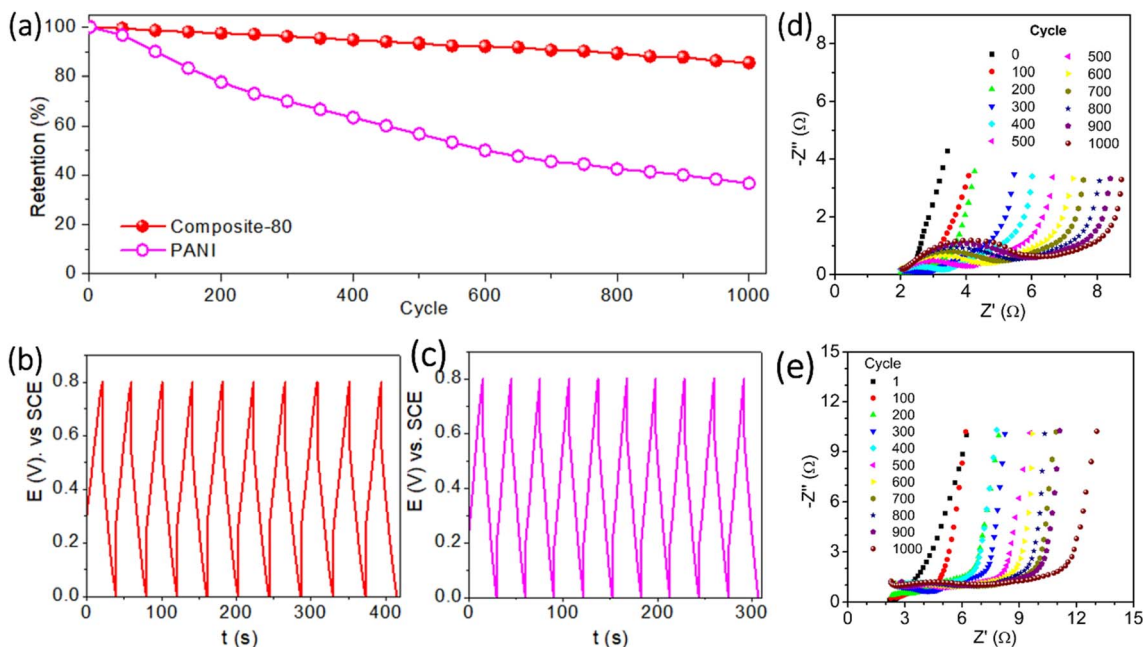 (a)
100
80
60
40
20
0
Retention (%)
Composite-80
PANI
0 200 400 600 800 1000
Cycle
(b)
0.8
0.6
0.4
0.2
0.0
E (V). vs SCE
0 100 200 300 400
t (s)
(c)
0.8
0.6
0.4
0.2
0.0
E (V) vs. SCE
0 100 200 300
t (s)
(d)
8
6
4
2
0
-Z'' (Ω)
Cycle
0 500
100 600
200 700
300 800
400 900
500 1000
0 2 4 6 8
Z' (Ω)
(e)
15
12
9
6
3
0
-Z'' (Ω)
Cycle
1
100
200
300
400
500
600
700
800
900
1000
0 3 6 9 12 15
Z' (Ω)